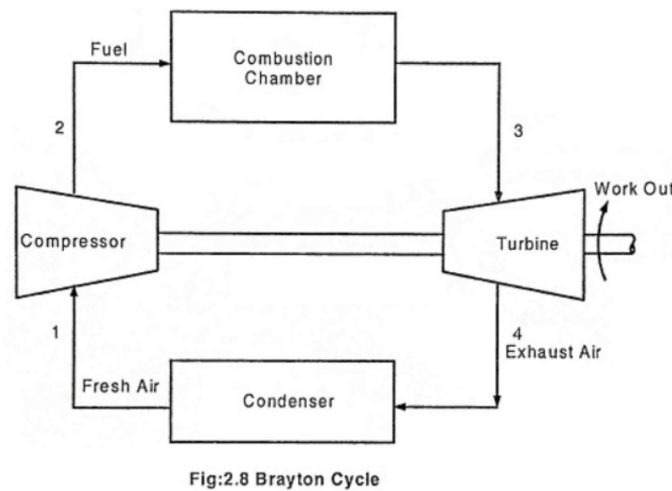 Fuel
Combustion
Chamber
2
3
Work Out
Compressor
Turbine
1
4
Exhaust Air
Fresh Air
Condenser
Fig:2.8 Brayton Cycle